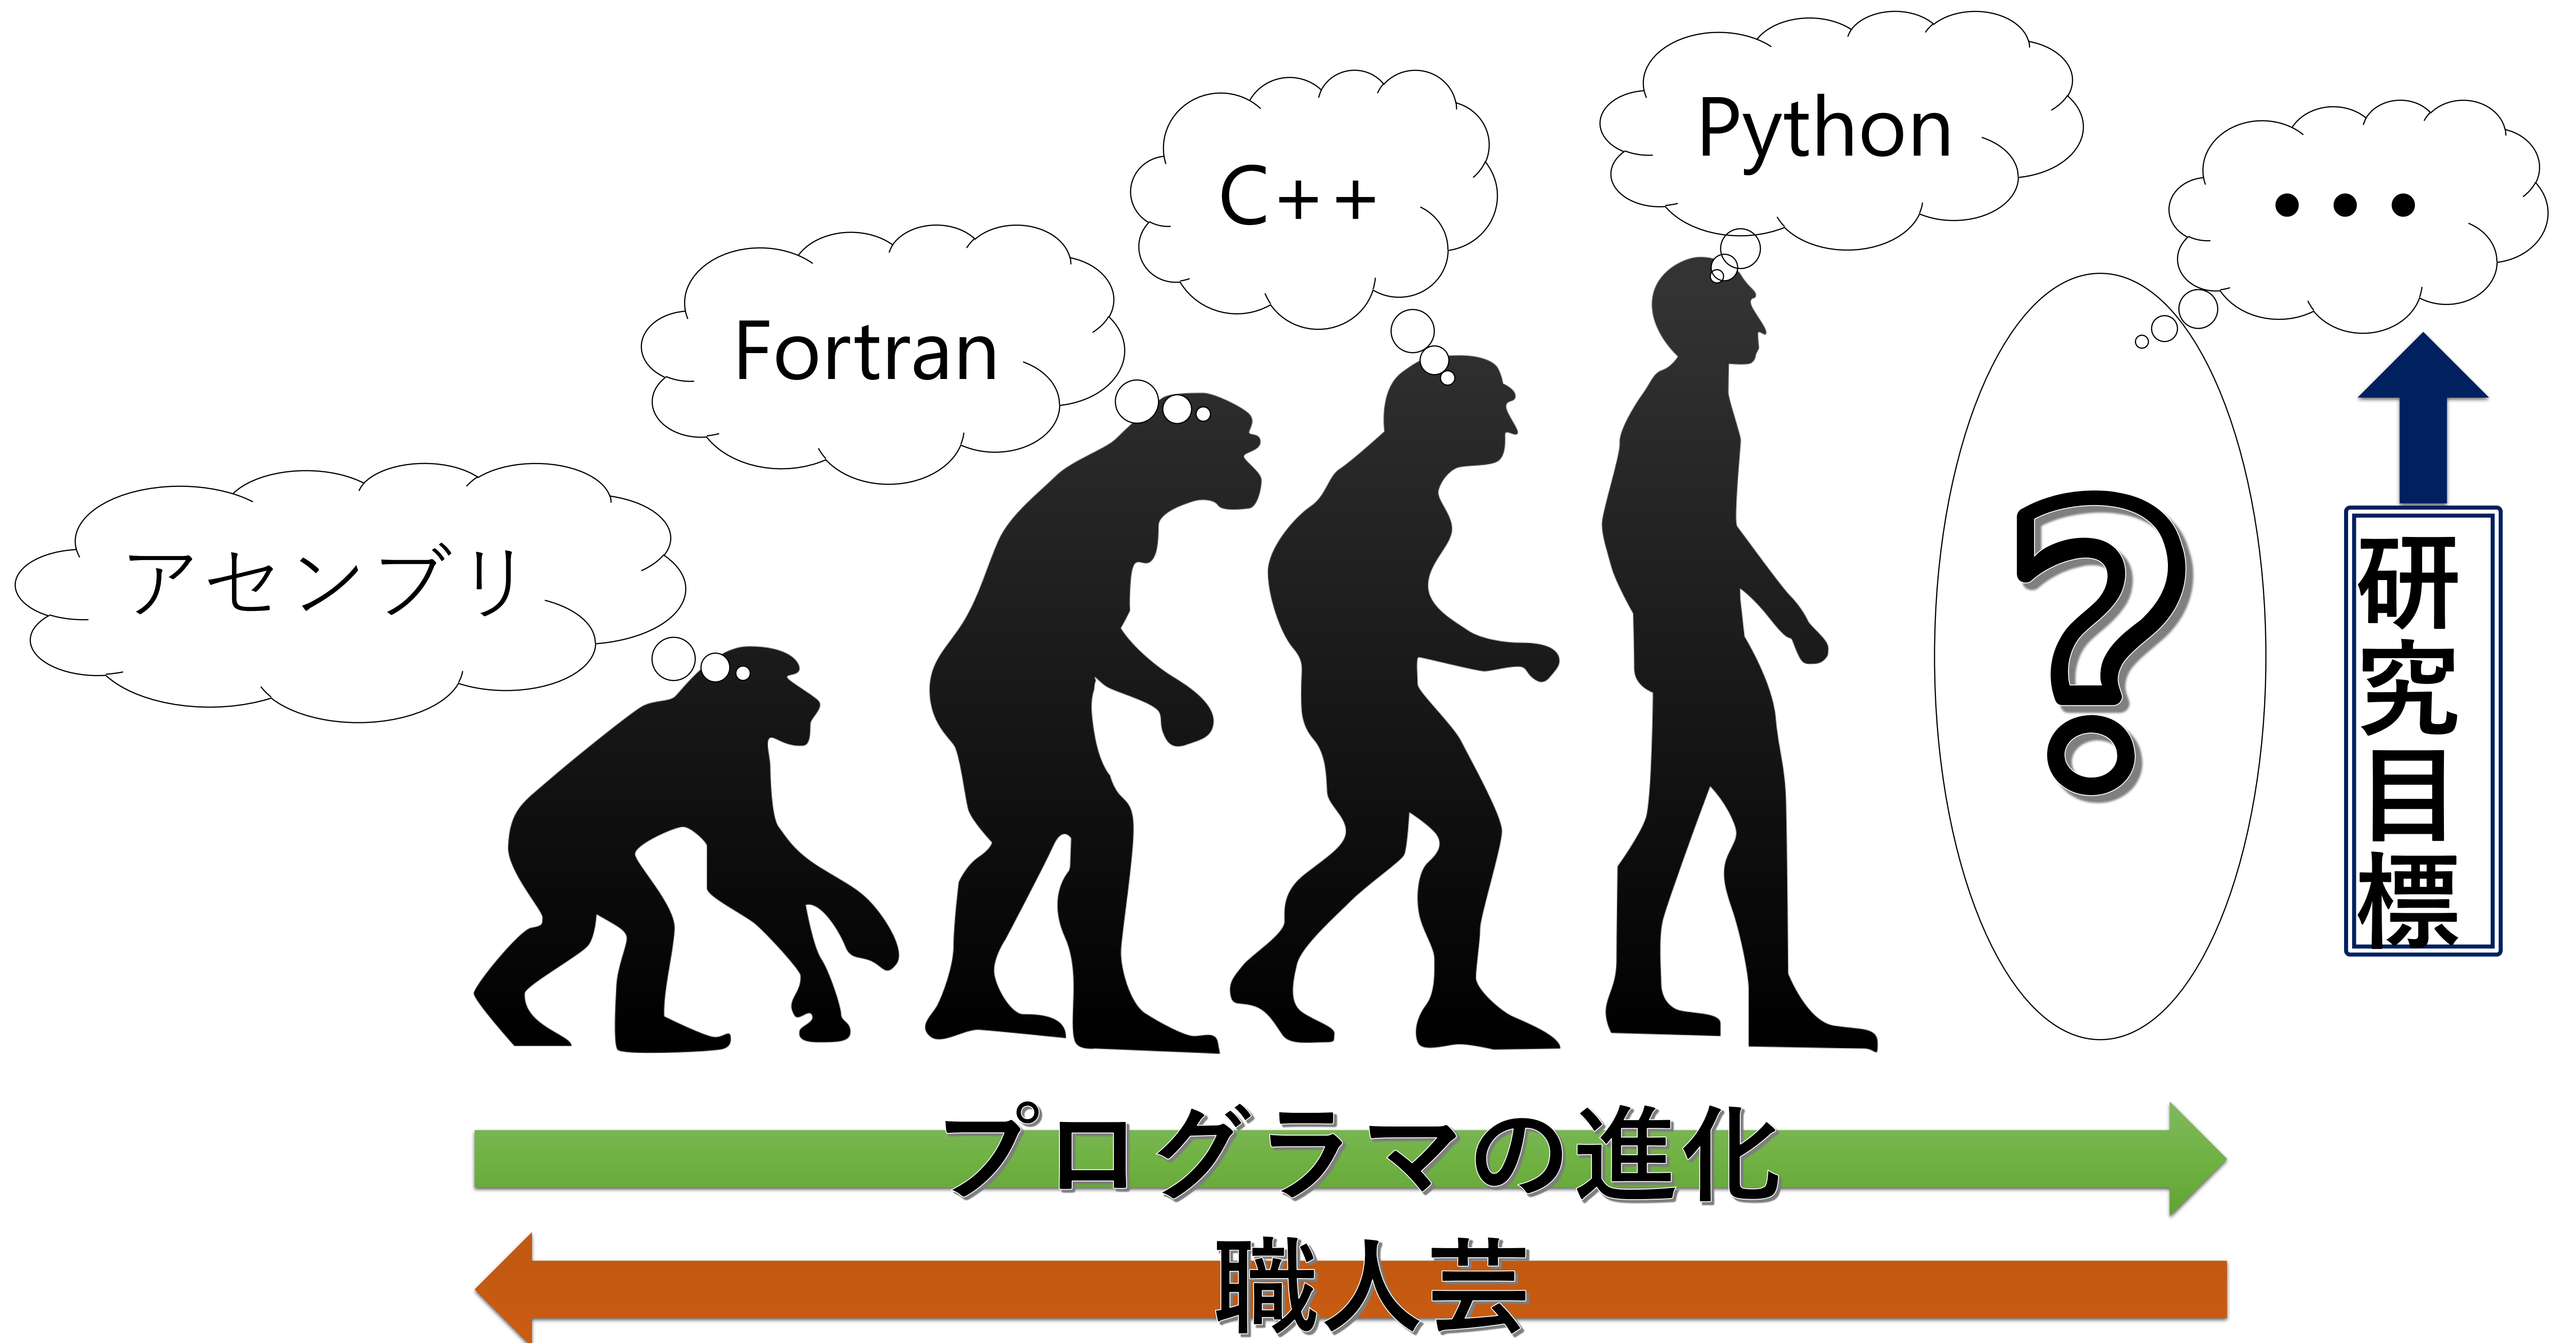 アセンブリ
Fortran
C++
Python
•••
?
研究目標
プログラマの進化
職人芸